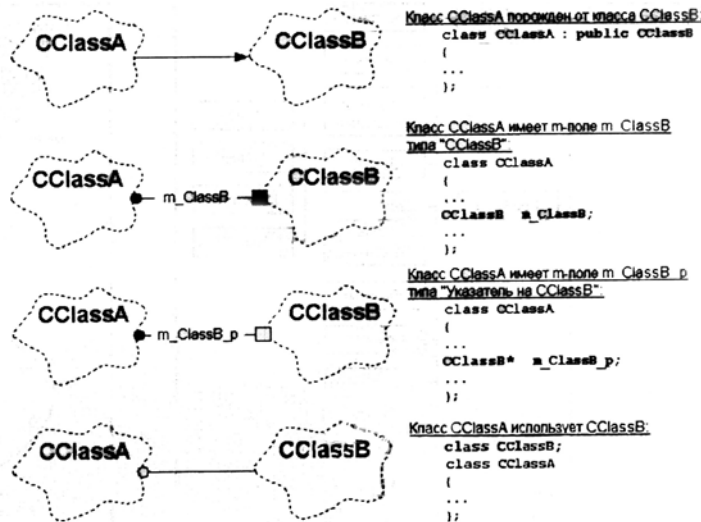 CClassA
CClassB
Класс CClassA порожден от класса CClassB:
class CClassA : public CClassB
{
...
};
CClassA
m_ClassB
CClassB
Класс CClassA имеет m-поле m_ClassB
типа "CClassB":
class CClassA
{
...
CClassB m_ClassB;
...
};
CClassA
m_ClassB_p
CClassB
Класс CClassA имеет m-поле m_ClassB_p
типа "Указатель на CClassB":
class CClassA
{
...
CClassB* m_ClassB_p;
...
};
CClassA
CClassB
Класс CClassA использует CClassB:
class CClassB;
class CClassA
{
...
};